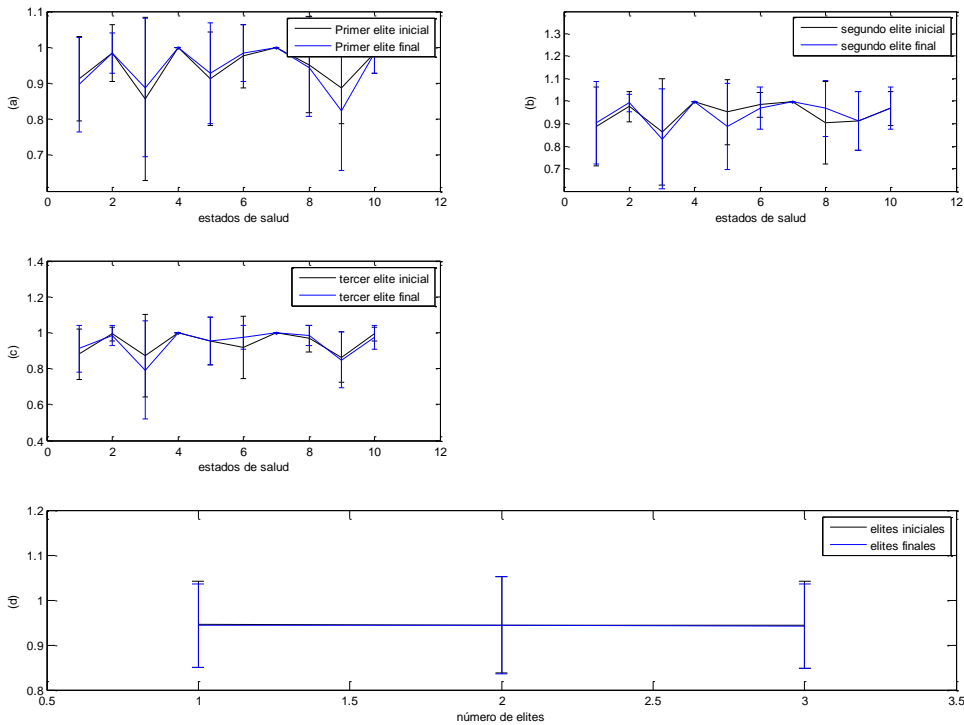 1.1
1
0.9
0.8
0.7
0 2 4 6 8 10 12
estados de salud
(a)
Primer elite inicial
Primer elite final
1.4
1.3
1.2
1.1
1
0.9
0.8
0.7
0 2 4 6 8 10 12
estados de salud
(b)
segundo elite inicial
segundo elite final
1.4
1.2
1
0.8
0.6
0.4
0 2 4 6 8 10 12
estados de salud
(c)
tercer elite inicial
tercer elite final
1.2
1.1
1
0.9
0.8
0.5 1 1.5 2 2.5 3 3.5
número de elites
(d)
elites iniciales
elites finales